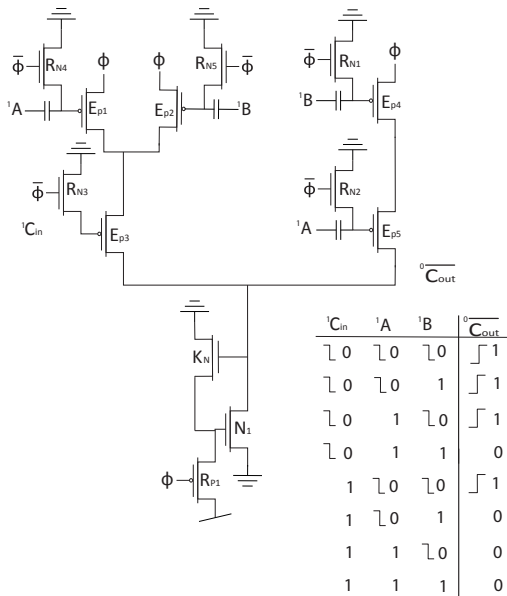 Φ Φ Φ
Φ̅ R_N4 R_N5 Φ̅ Φ̅ R_N1
¹A E_p1 E_p2 ¹B ¹B E_p4
Φ̅ R_N3 Φ̅ R_N2
¹C_in E_p3 ¹A E_p5
⁰C̅_out
K_N
N_1
Φ R_P1
¹C_in ¹A ¹B ⁰C̅_out
0 0 0 1
0 0 1 1
0 1 0 1
0 1 1 0
1 0 0 1
1 0 1 0
1 1 0 0
1 1 1 0